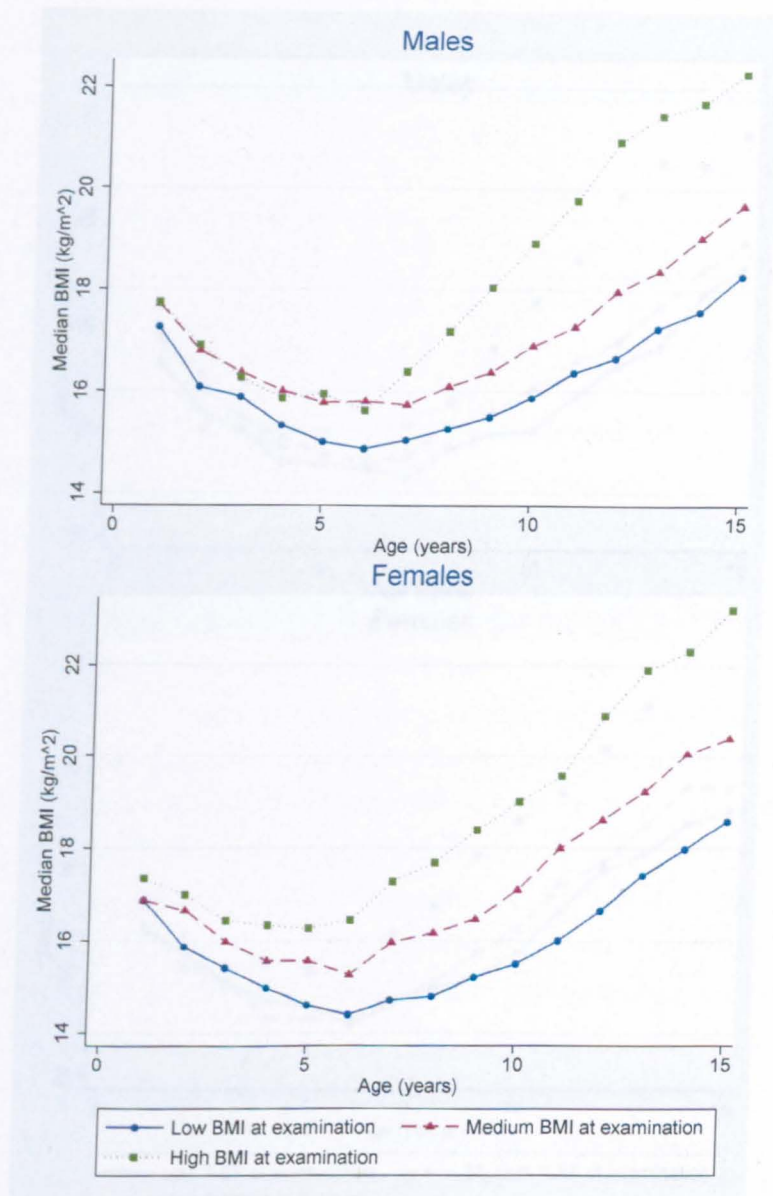 Males
Median BMI (kg/m^2)
22
20
18
16
14
0
5
10
15
Age (years)
Females
Median BMI (kg/m^2)
22
20
18
16
14
0
5
10
15
Age (years)
Low BMI at examination
Medium BMI at examination
High BMI at examination